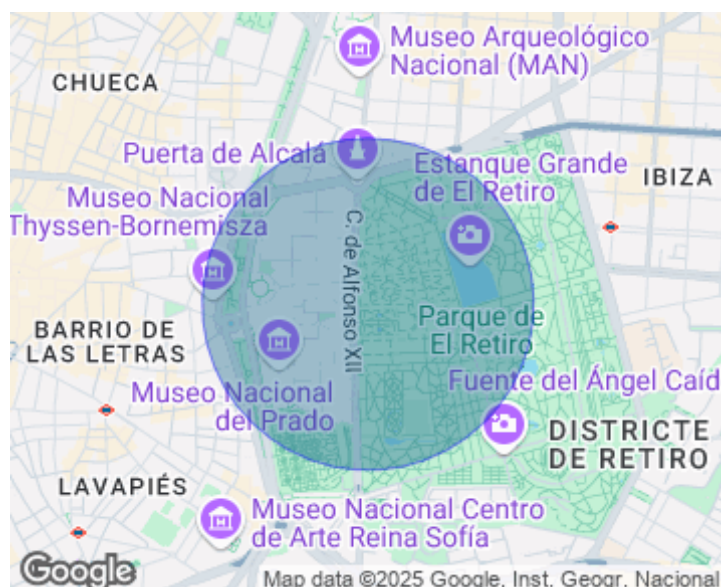 Museo Arqueológico
Nacional (MAN)
CHUECA
Puerta de Alcalá
Estanque Grande
de El Retiro
IBIZA
Museo Nacional
Thyssen-Bornemisza
C. de Alfonso XII
BARRIO DE
LAS LETRAS
Parque de
El Retiro
Museo Nacional
del Prado
Fuente del Ángel Caíd
DISTRICTE
DE RETIRO
LAVAPIÉS
Museo Nacional Centro
de Arte Reina Sofía
Google
Map data ©2025 Google, Inst. Geogr. Nacional